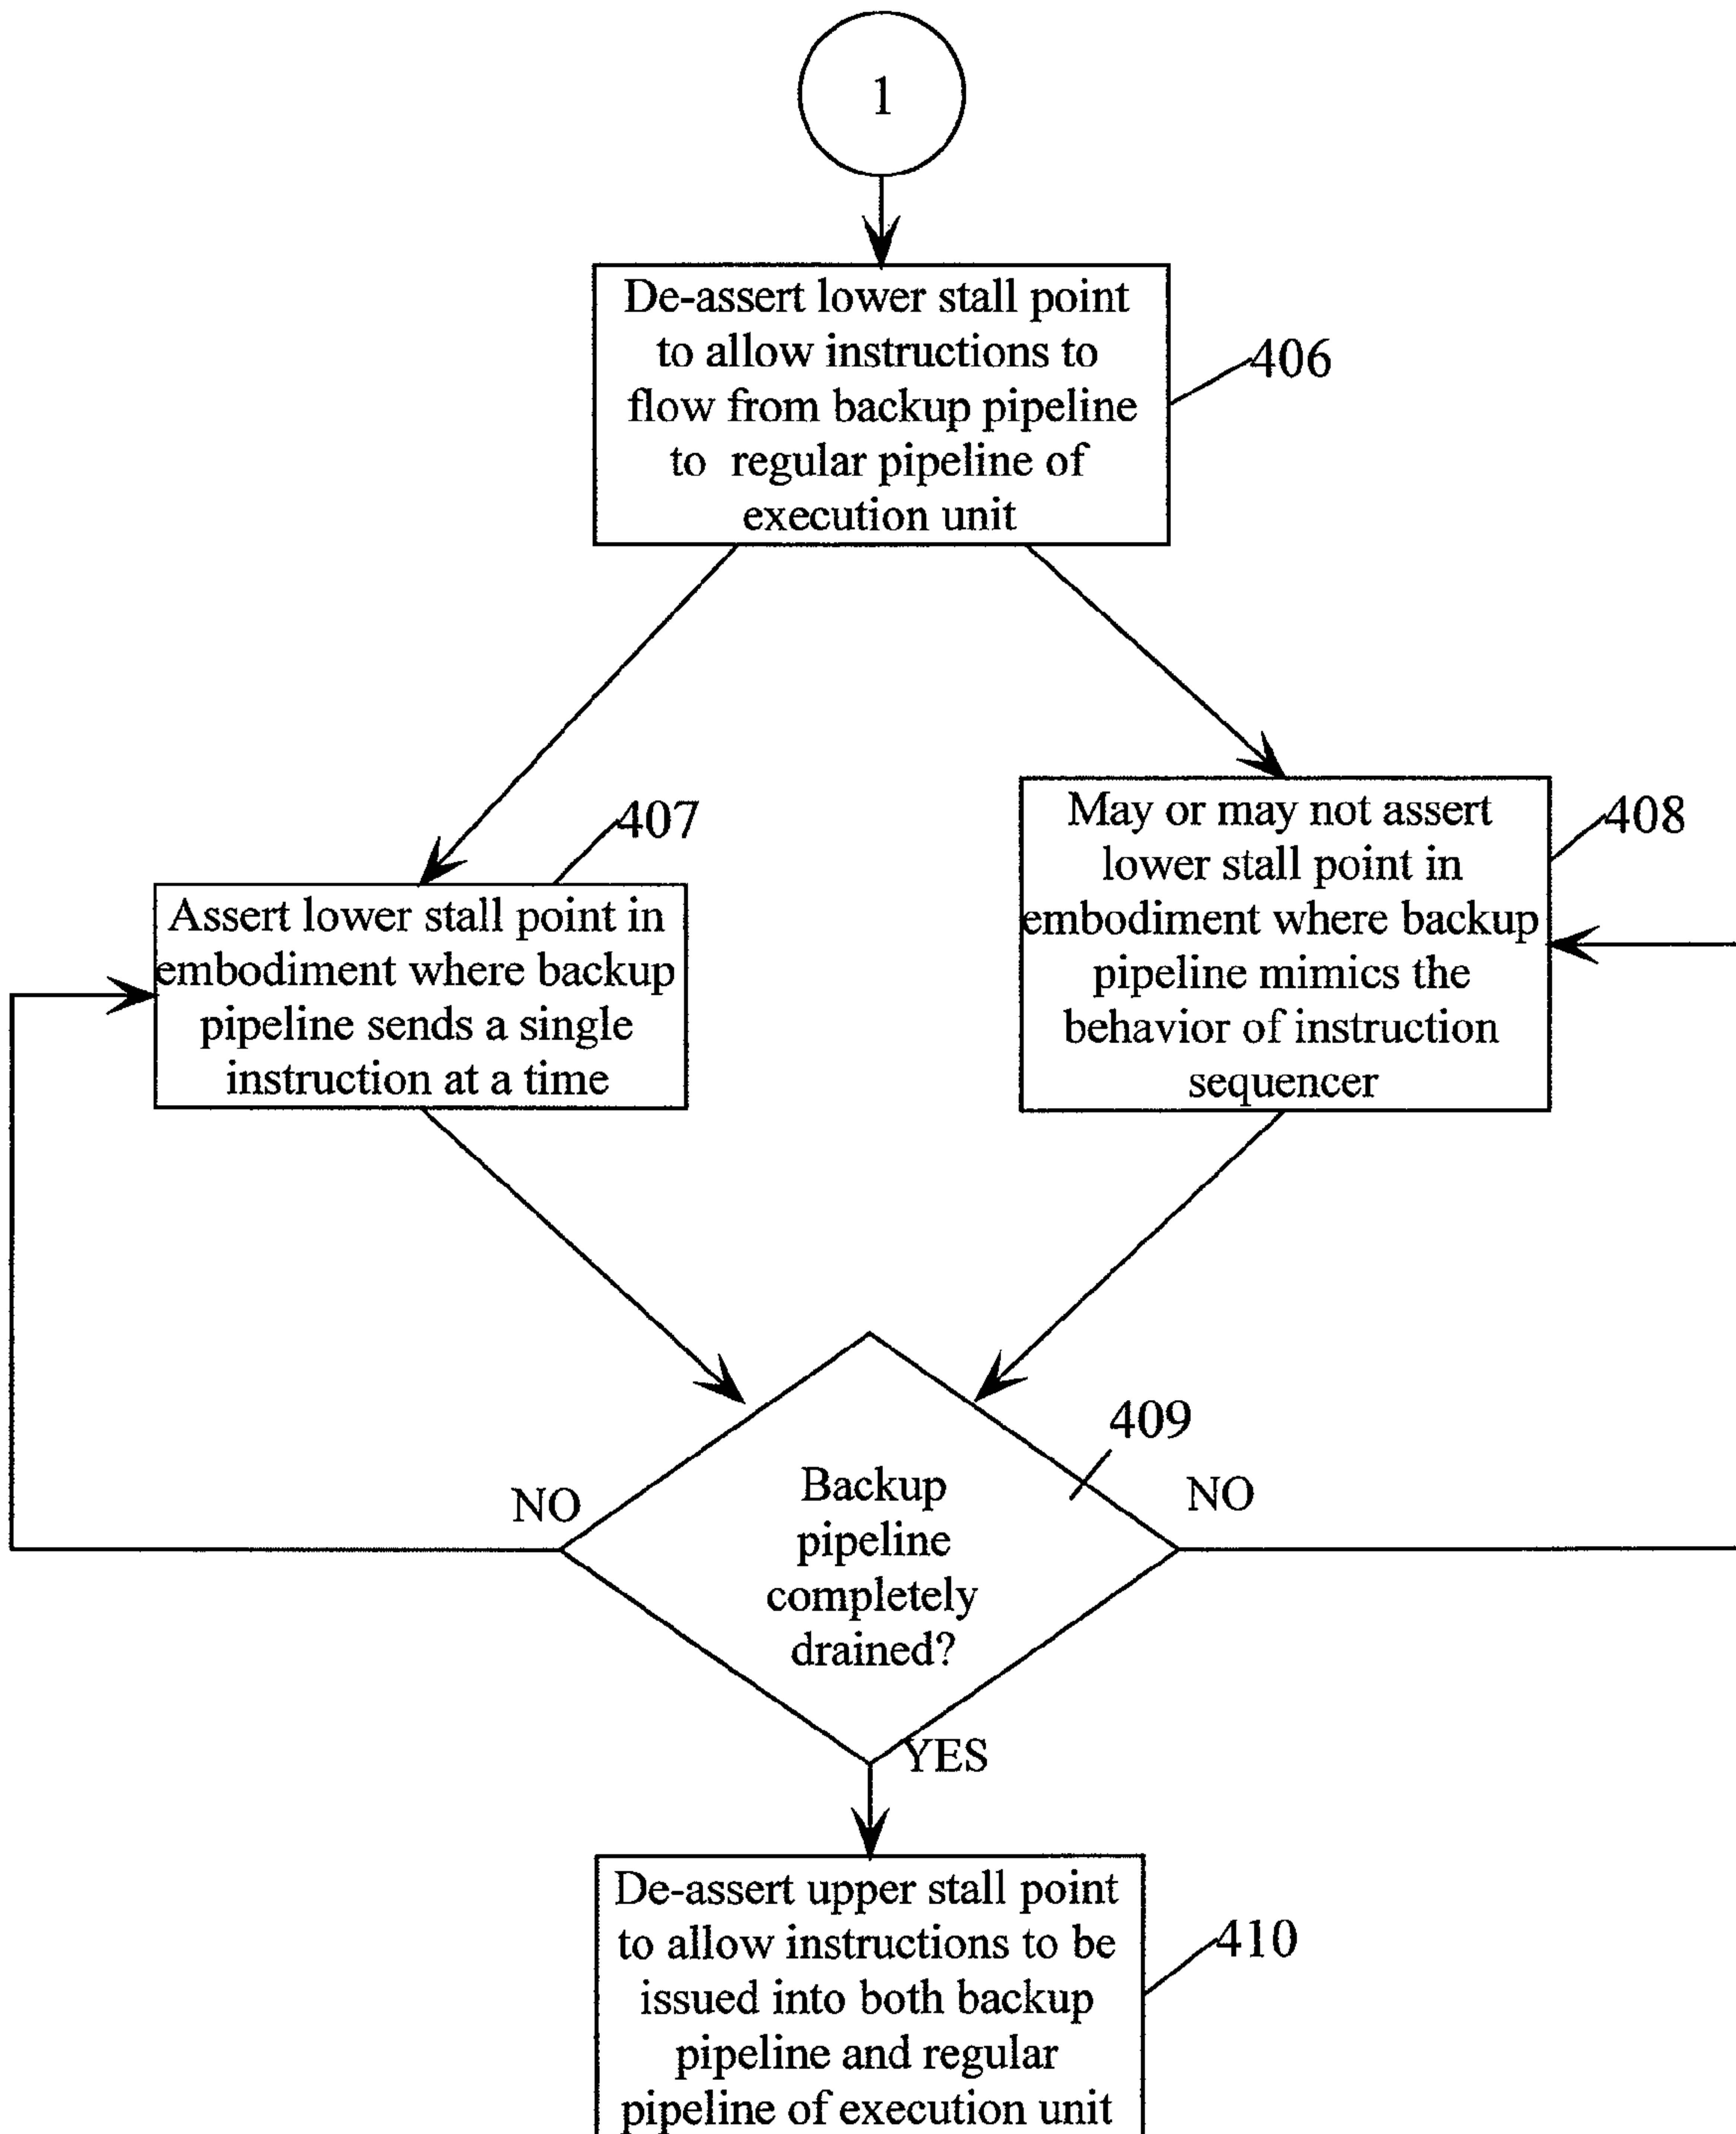 1
De-assert lower stall point
to allow instructions to
flow from backup pipeline
to regular pipeline of
execution unit
406
407
Assert lower stall point in
embodiment where backup
pipeline sends a single
instruction at a time
May or may not assert
lower stall point in
embodiment where backup
pipeline mimics the
behavior of instruction
sequencer
408
409
NO
Backup
pipeline
completely
drained?
NO
YES
De-assert upper stall point
to allow instructions to be
issued into both backup
pipeline and regular
pipeline of execution unit
410